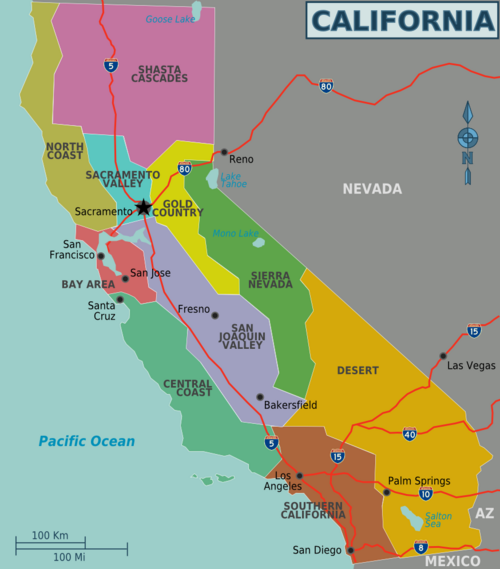 CALIFORNIA
Goose Lake
5
SHASTA
CASCADES
80
NORTH
COAST
Reno
80
SACRAMENTO
VALLEY
Lake
Tahoe
N
NEVADA
Sacramento
GOLD
COUNTRY
Mono Lake
San
Francisco
San Jose
BAY AREA
SIERRA
NEVADA
Santa
Cruz
Fresno
SAN
JOAQUIN
VALLEY
15
Las Vegas
DESERT
CENTRAL
COAST
Bakersfield
Pacific Ocean
5
40
15
Los
Angeles
Palm Springs
10
SOUTHERN
CALIFORNIA
Salton
Sea
AZ
100 Km
100 Mi
San Diego
8
MEXICO